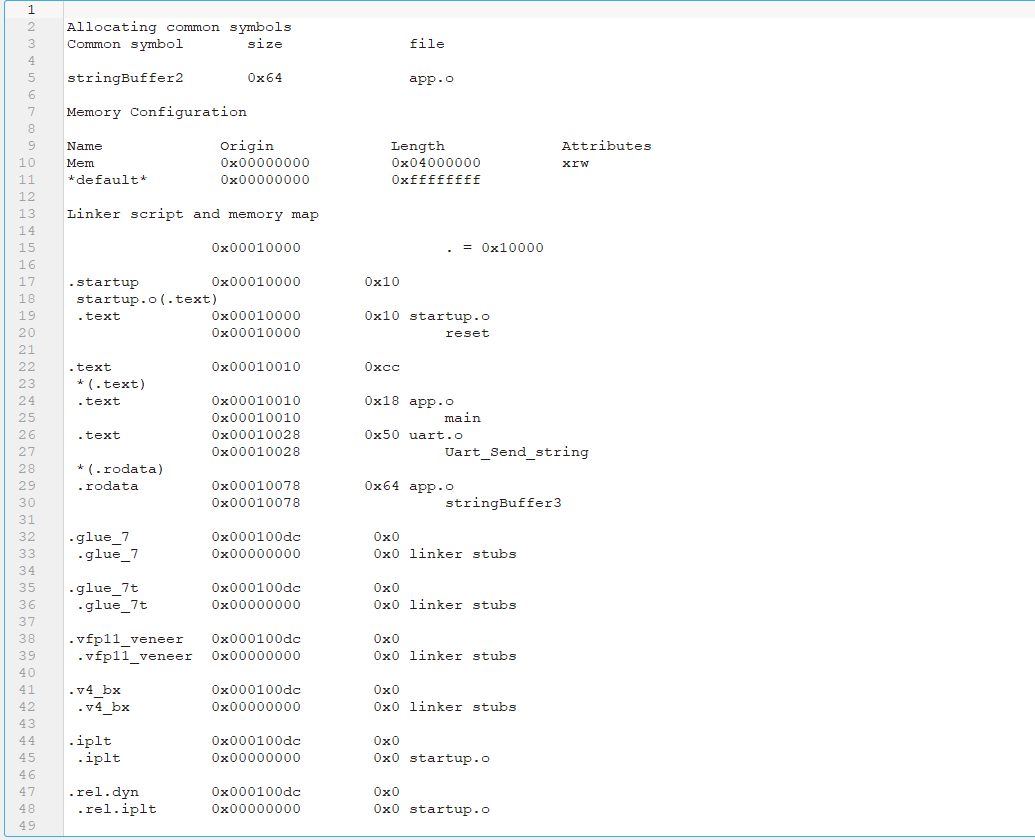 1
2 Allocating common symbols
3 Common symbol       size              file
4
5 stringBuffer2       0x64              app.o
6
7 Memory Configuration
8
9 Name             Origin             Length             Attributes
10 Mem              0x00000000         0x04000000         xrw
11 *default*        0x00000000         0xffffffff
12
13 Linker script and memory map
14
15                 0x00010000                . = 0x10000
16
17 .startup        0x00010000       0x10
18  startup.o(.text)
19  .text          0x00010000       0x10 startup.o
20                 0x00010000                reset
21
22 .text           0x00010010       0xcc
23  *(.text)
24  .text          0x00010010       0x18 app.o
25                 0x00010010                main
26  .text          0x00010028       0x50 uart.o
27                 0x00010028                Uart_Send_string
28  *(.rodata)
29  .rodata        0x00010078       0x64 app.o
30                 0x00010078                stringBuffer3
31
32 .glue_7         0x000100dc        0x0
33  .glue_7        0x00000000        0x0 linker stubs
34
35 .glue_7t        0x000100dc        0x0
36  .glue_7t       0x00000000        0x0 linker stubs
37
38 .vfp11_veneer   0x000100dc        0x0
39  .vfp11_veneer  0x00000000        0x0 linker stubs
40
41 .v4_bx          0x000100dc        0x0
42  .v4_bx         0x00000000        0x0 linker stubs
43
44 .iplt           0x000100dc        0x0
45  .iplt          0x00000000        0x0 startup.o
46
47 .rel.dyn        0x000100dc        0x0
48  .rel.iplt      0x00000000        0x0 startup.o
49